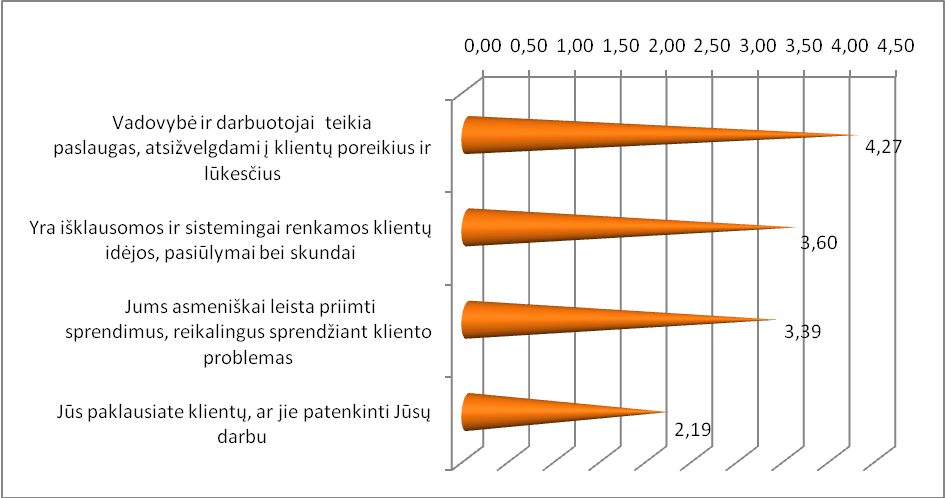 0,00 0,50 1,00 1,50 2,00 2,50 3,00 3,50 4,00 4,50
Vadovybė ir darbuotojai teikia
paslaugas, atsižvelgdami į klientų poreikius ir
lūkesčius
4,27
Yra išklausomos ir sistemingai renkamos klientų
idėjos, pasiūlymai bei skundai
3,60
Jums asmeniškai leista priimti
sprendimus, reikalingus sprendžiant kliento
problemas
3,39
Jūs paklausiate klientų, ar jie patenkinti Jūsų
darbu
2,19